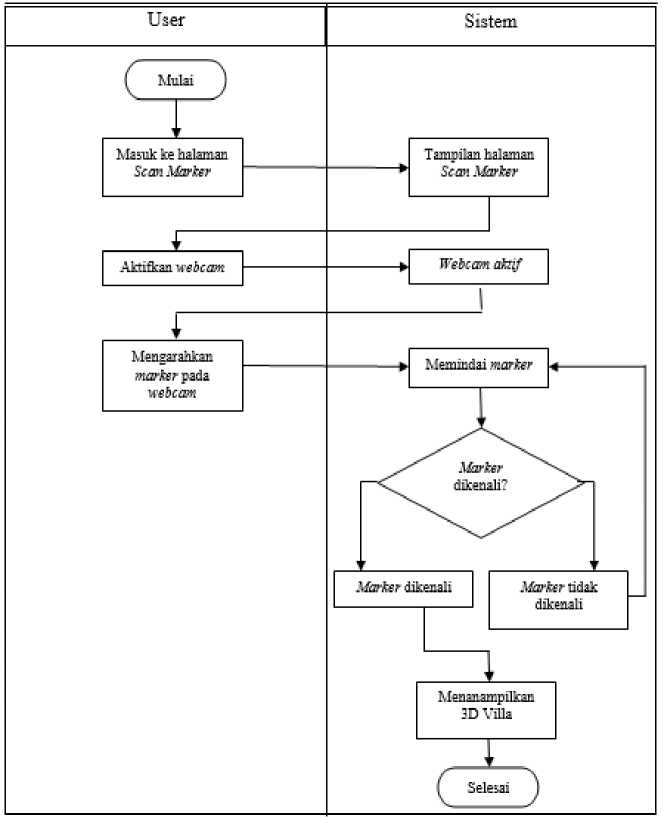 User
Sistem
Mulai
Masuk ke halaman
Scan Marker
Tampilan halaman
Scan Marker
Aktifkan webcam
Webcam aktif
Mengarahkan
marker pada
webcam
Memindai marker
Marker
dikenali?
Marker dikenali
Marker tidak
dikenali
Menanampilkan
3D Villa
Selesai